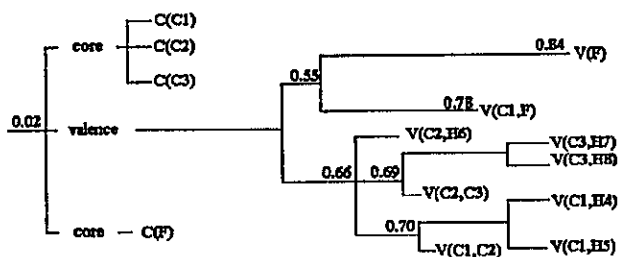 C(C1)
core C(C2)
C(C3)
0.84 V(F)
0.55
0.78 V(C1,F)
0.02 valence
V(C2,H6)
V(C3,H7)
0.66 0.69 V(C3,H8)
V(C2,C3)
V(C1,H4)
0.70
core C(F)
V(C1,C2) V(C1,H5)